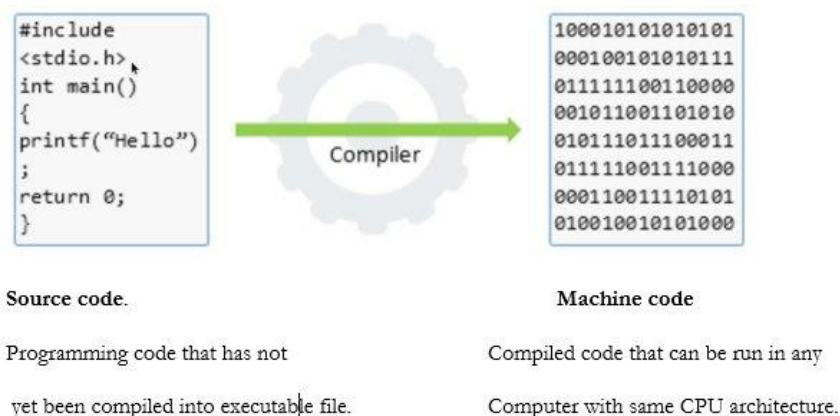 #include
<stdio.h>
int main()
{
printf(“Hello”)
;
return 0;
}
Compiler
100010101010101
000100101010111
011111100110000
001011001101010
010111011100011
011111001111000
000110011110101
010010010101000
Source code.
Programming code that has not
yet been compiled into executable file.
Machine code
Compiled code that can be run in any
Computer with same CPU architecture